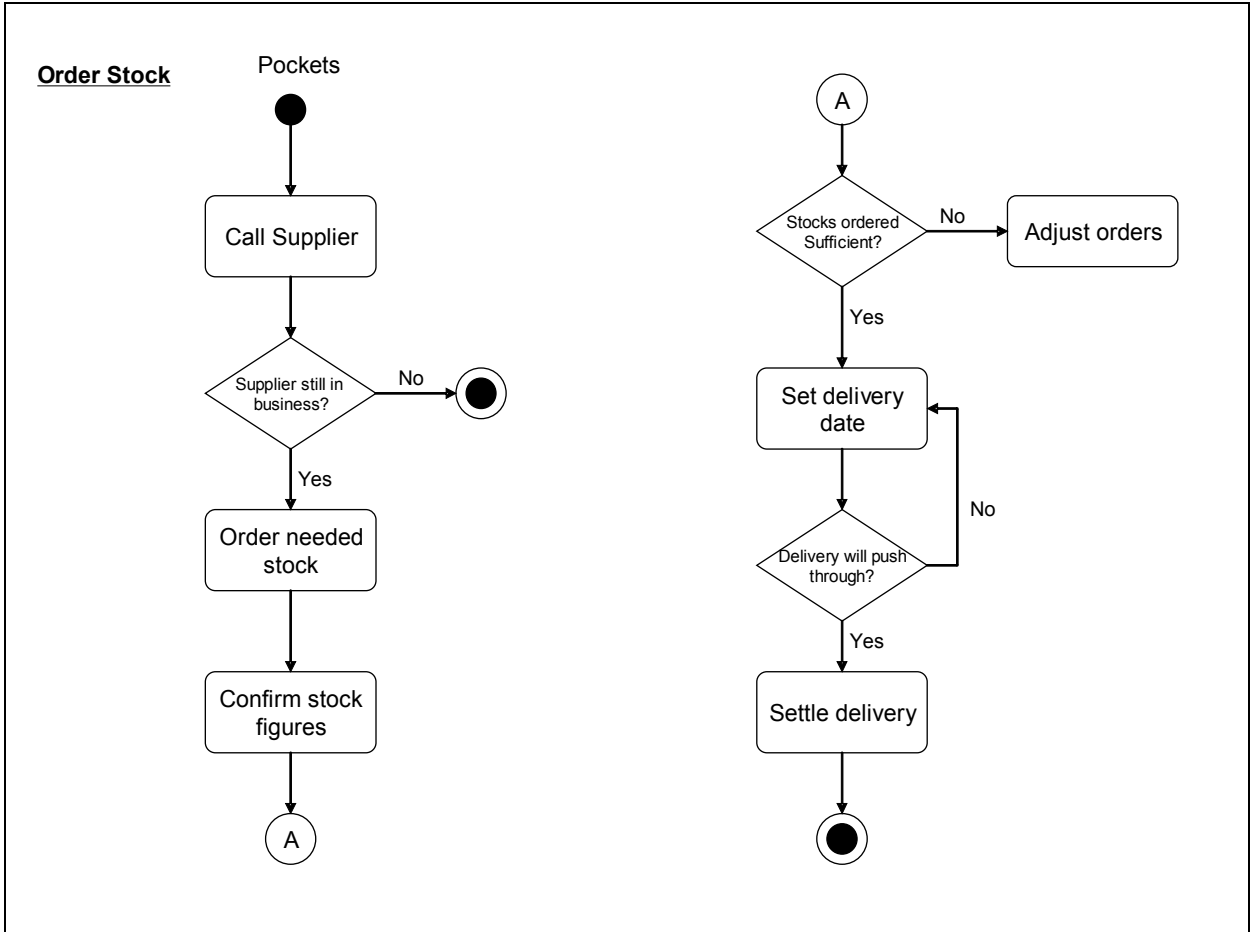 Order Stock
Pockets
Call Supplier
Supplier still in
business?
No
Yes
Order needed
stock
Confirm stock
figures
A
A
Stocks ordered
Sufficient?
No
Adjust orders
Yes
Set delivery
date
No
Delivery will push
through?
Yes
Settle delivery